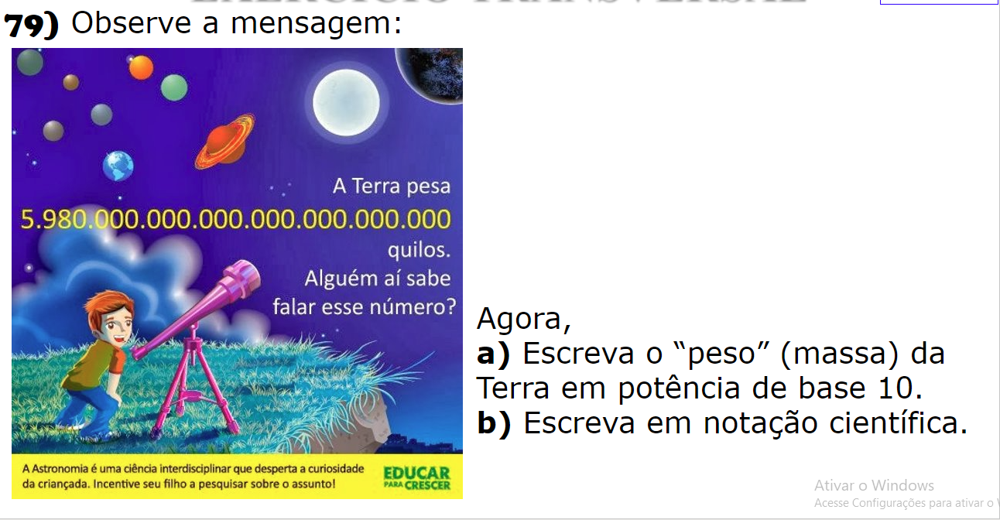 79) Observe a mensagem:
A Terra pesa
5.980.000.000.000.000.000.000.000
quilos.
Alguém aí sabe
falar esse número?
A Astronomia é uma ciência interdisciplinar que desperta a curiosidade
da criançada. Incentive seu filho a pesquisar sobre o assunto!
EDUCAR
PARA CRESCER
Agora,
a) Escreva o “peso” (massa) da
Terra em potência de base 10.
b) Escreva em notação científica.
Ativar o Windows
Acesse Configurações para ativar o